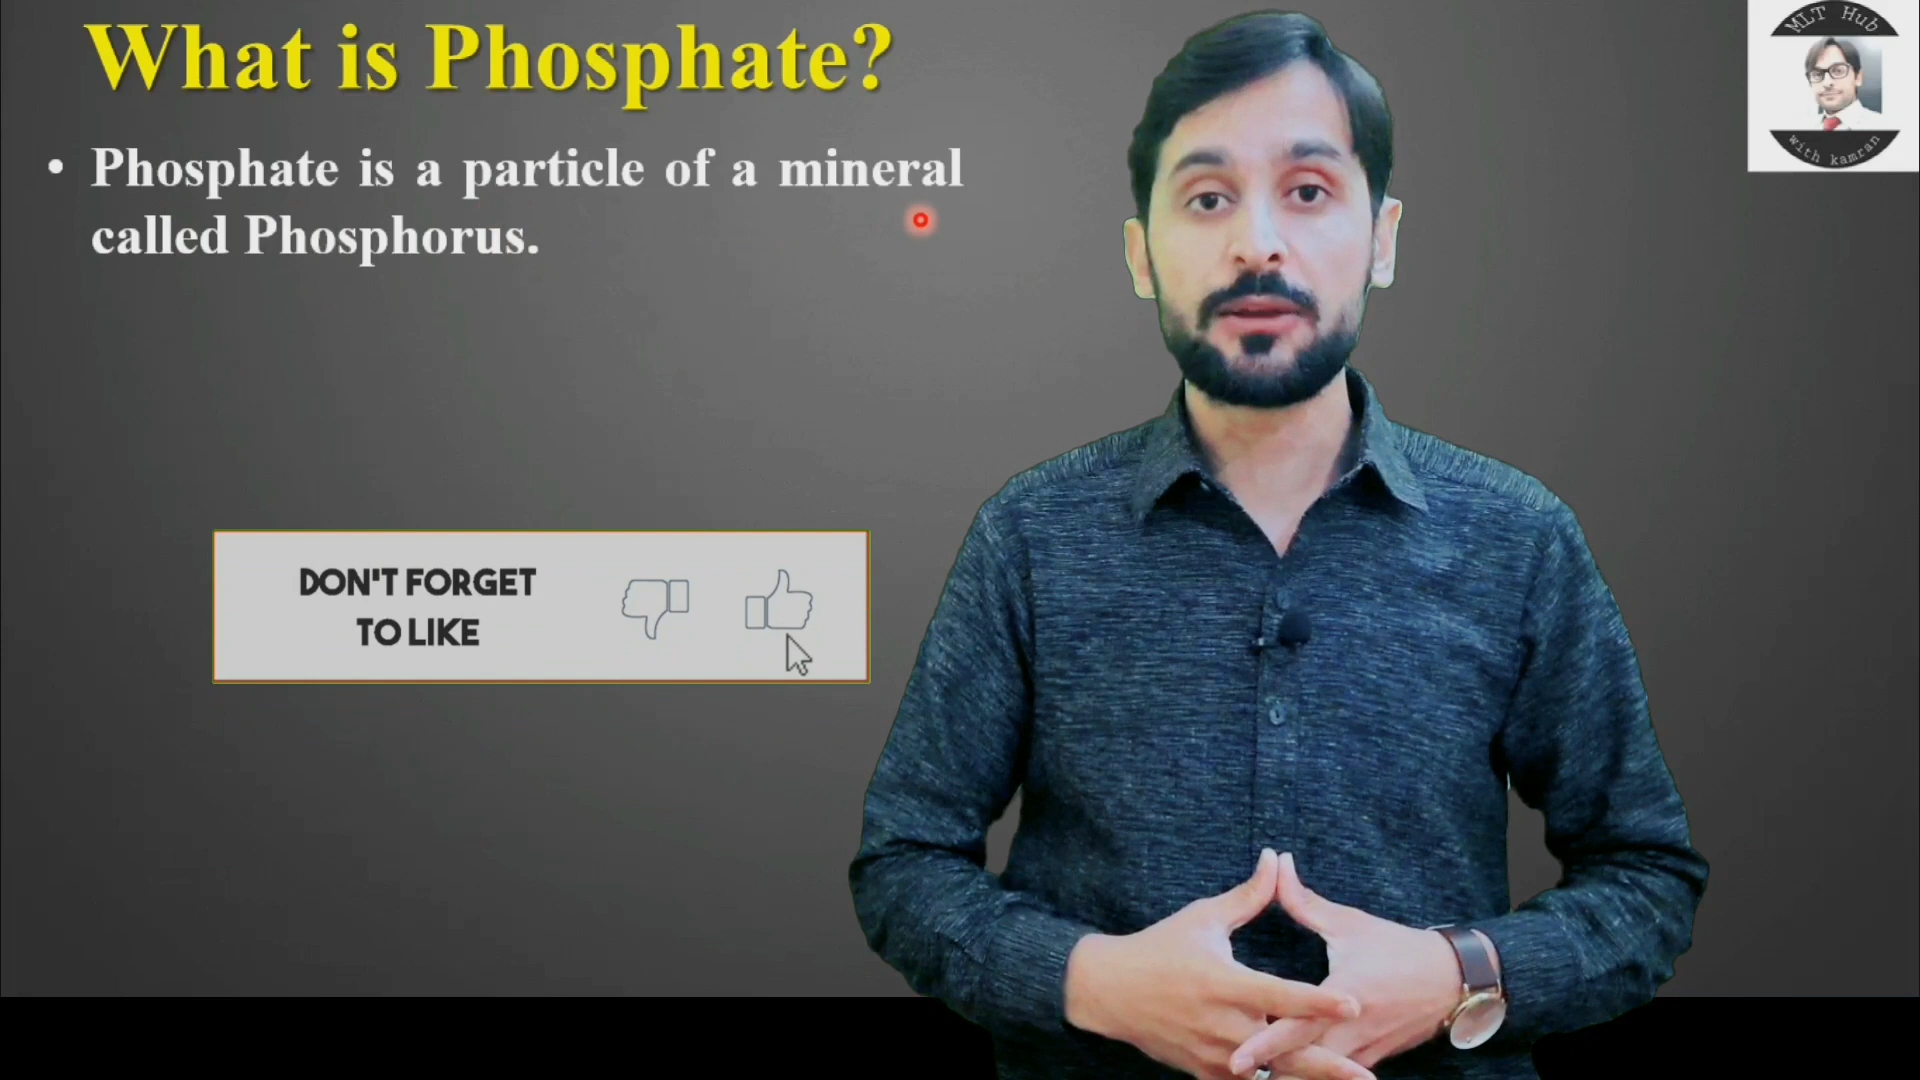 What is Phosphate?
• Phosphate is a particle of a mineral
called Phosphorus.
DON'T FORGET
TO LIKE
MLT Hub
with kamran